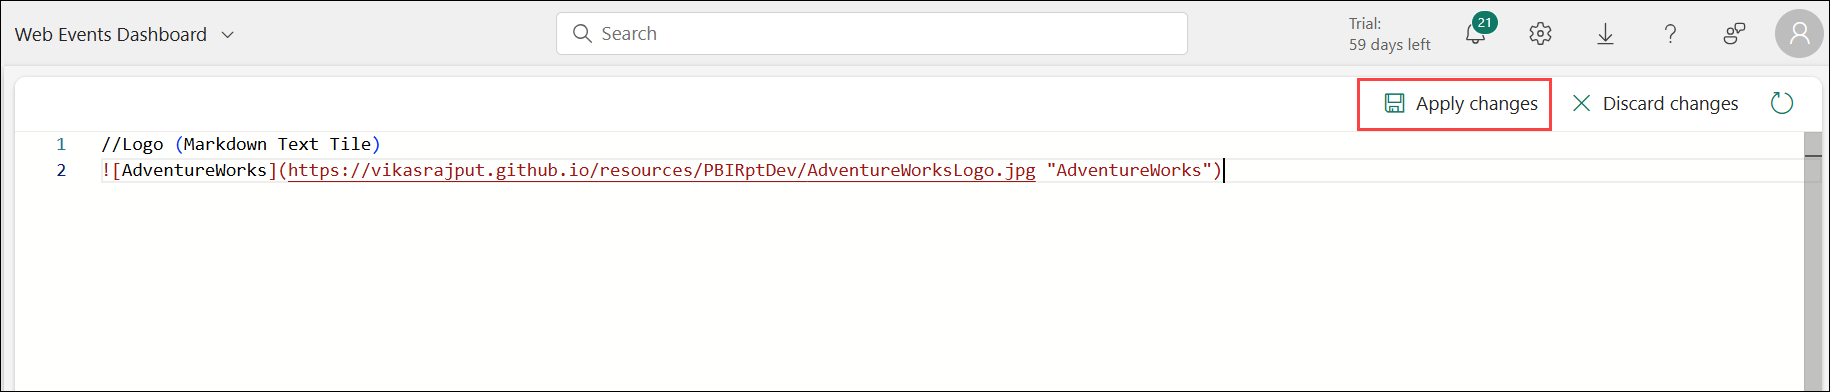 Web Events Dashboard
Search
Trial:
59 days left
21
Apply changes
Discard changes
1 //Logo (Markdown Text Tile)
2 ![AdventureWorks](https://vikasrajput.github.io/resources/PBIRptDev/AdventureWorksLogo.jpg "AdventureWorks")